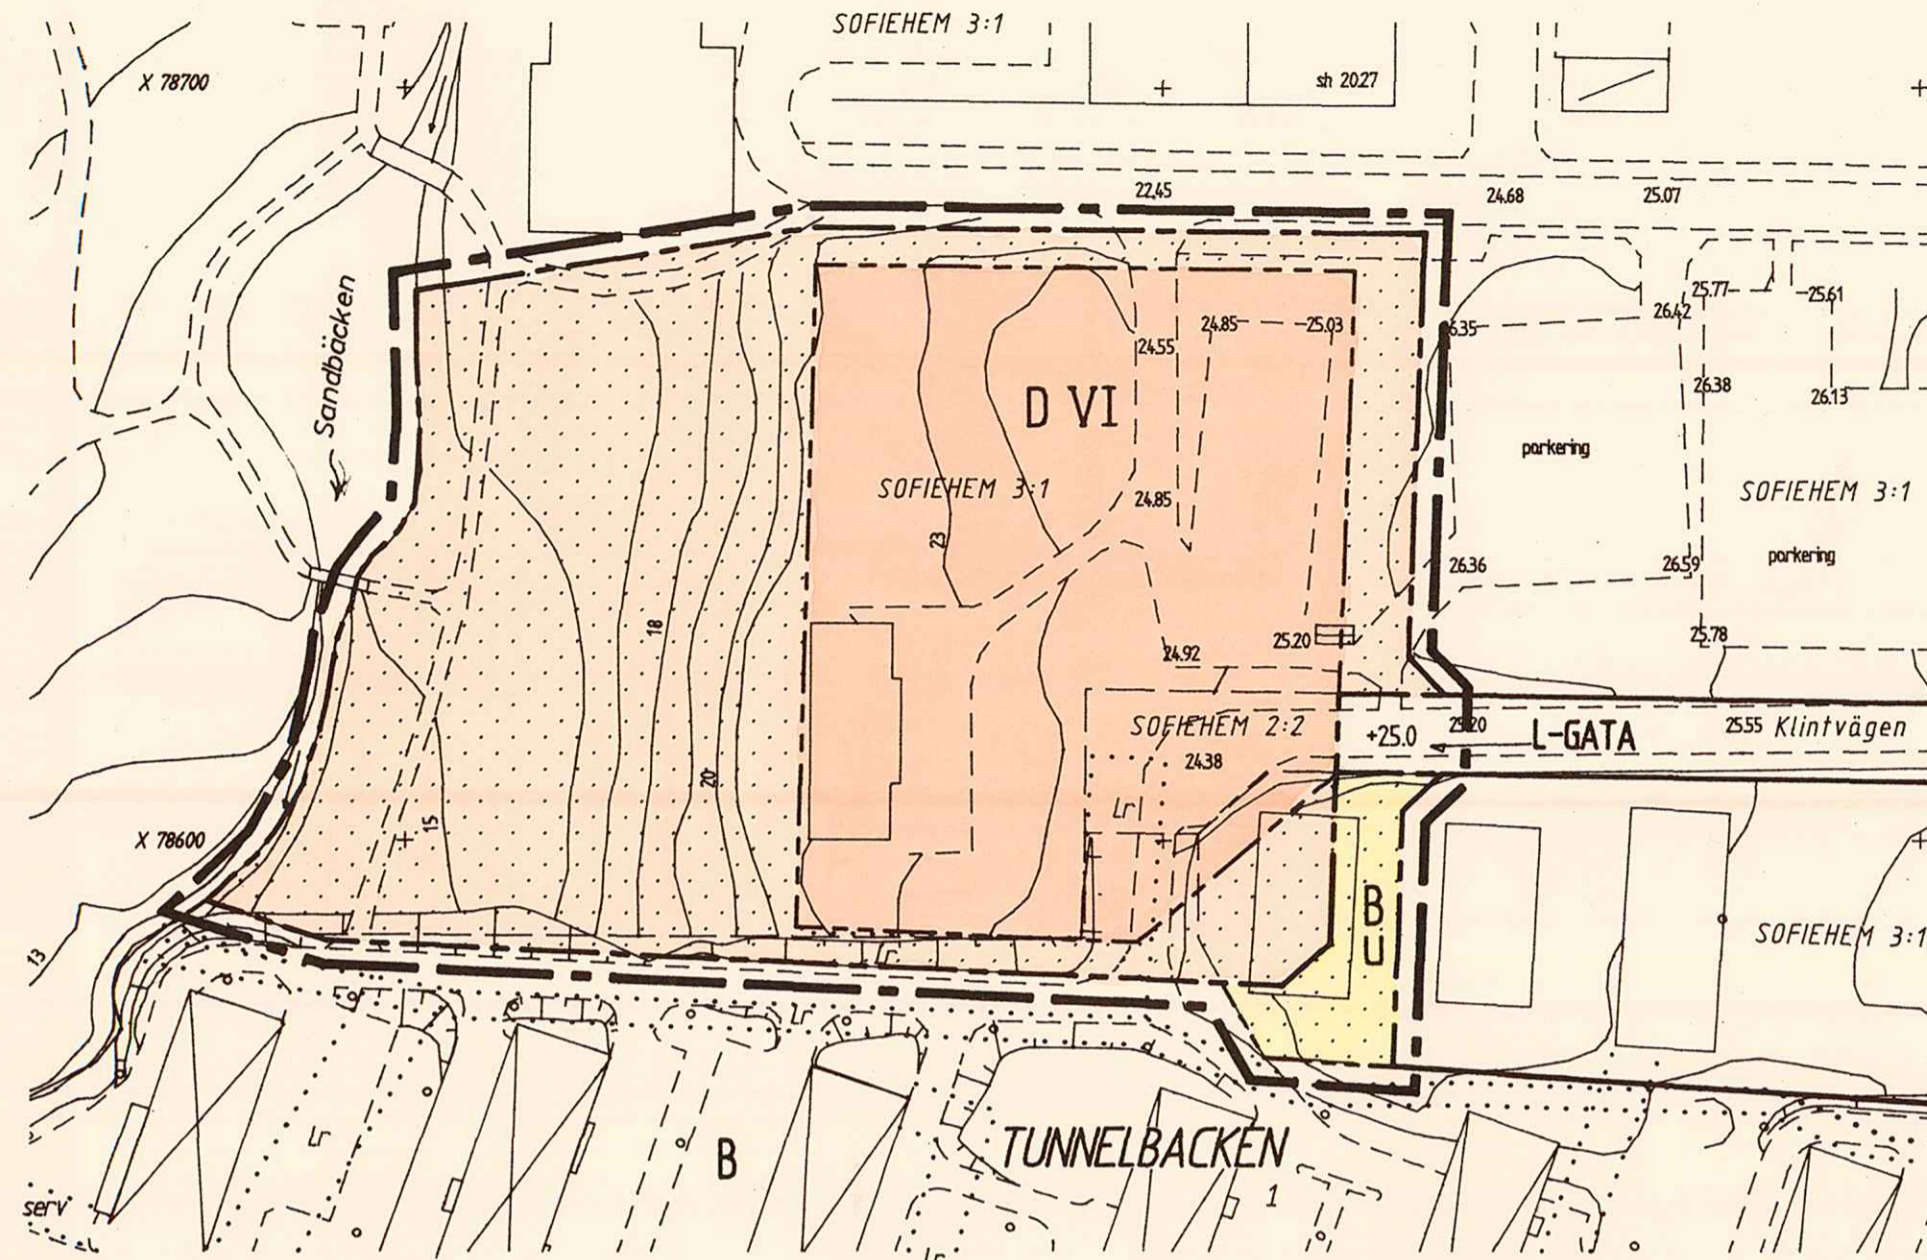 SOFIEHEM 3:1
X 78700
sh 20.27
22.45
24.68
25.07
Sandbäcken
25.77
25.61
26.42
24.85
25.03
24.55
26.38
26.13
D VI
parkering
SOFIEHEM 3:1
24.85
SOFIEHEM 3:1
23
parkering
26.36
26.59
18
25.20
25.78
24.92
SOFIEHEM 2:2
+25.0
25.20
L-GATA
25.55
Klintvägen
24.38
20
Lr
15
X 78600
B
u
SOFIEHEM 3:1
13
Lr
Lr
Lr
B
TUNNELBACKEN
1
serv
Lr